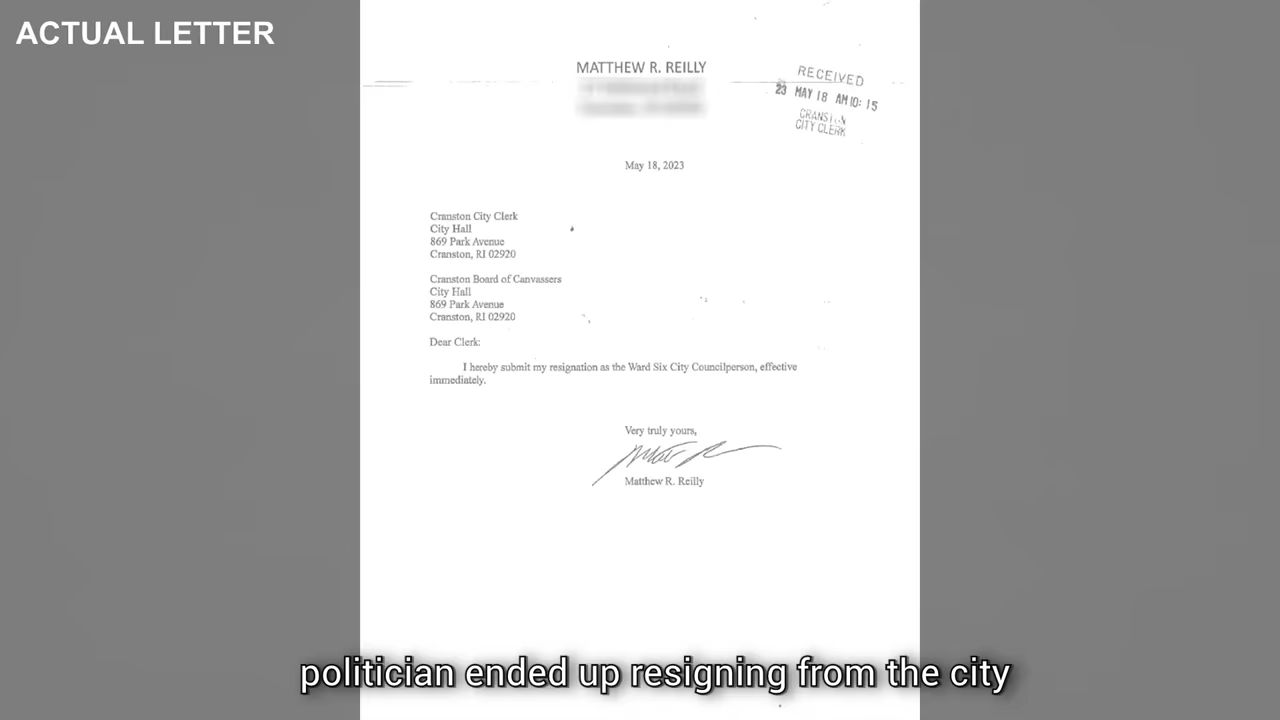 ACTUAL LETTER
MATTHEW R. REILLY
RECEIVED
23 MAY 18 AM 10: 15
CRANSTON
CITY CLERK
May 18, 2023
Cranston City Clerk
City Hall
869 Park Avenue
Cranston, RI 02920
Cranston Board of Canvassers
City Hall
869 Park Avenue
Cranston, RI 02920
Dear Clerk:
I hereby submit my resignation as the Ward Six City Councilperson, effective
immediately.
Very truly yours,
Matthew R. Reilly
politician ended up resigning from the city